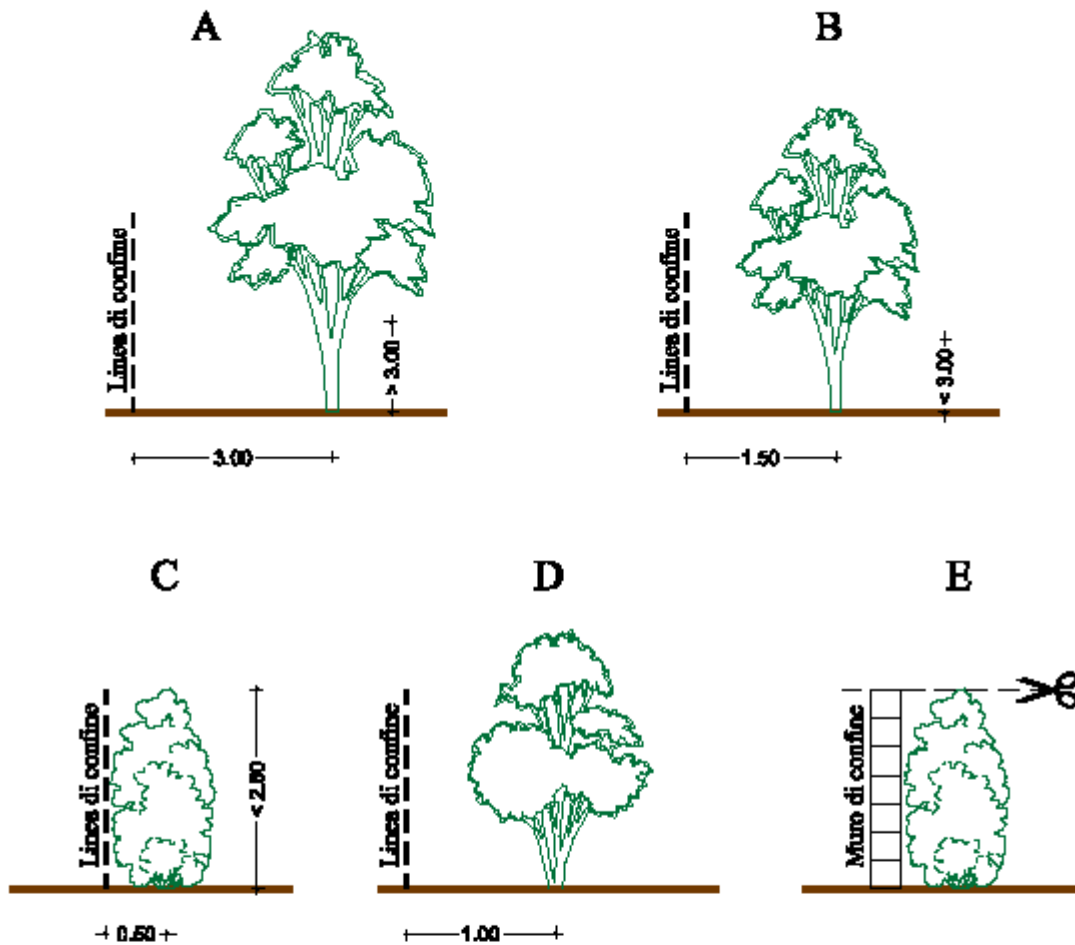 A
B
Linea di confine
> 3.00
Linea di confine
< 3.00
3.00
1.50
C
D
E
Linea di confine
< 2.50
Linea di confine
Muro di confine
0.50
1.00